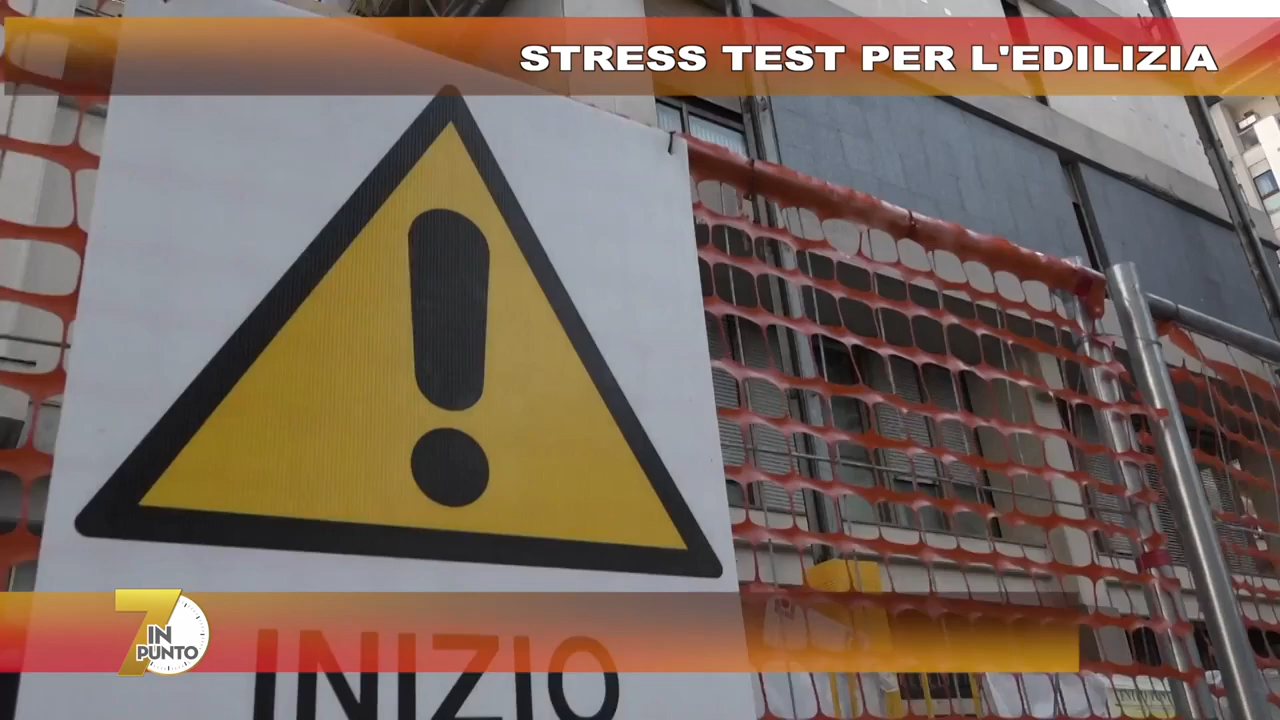 STRESS TEST PER L'EDILIZIA
7
IN
PUNTO
INIZIO